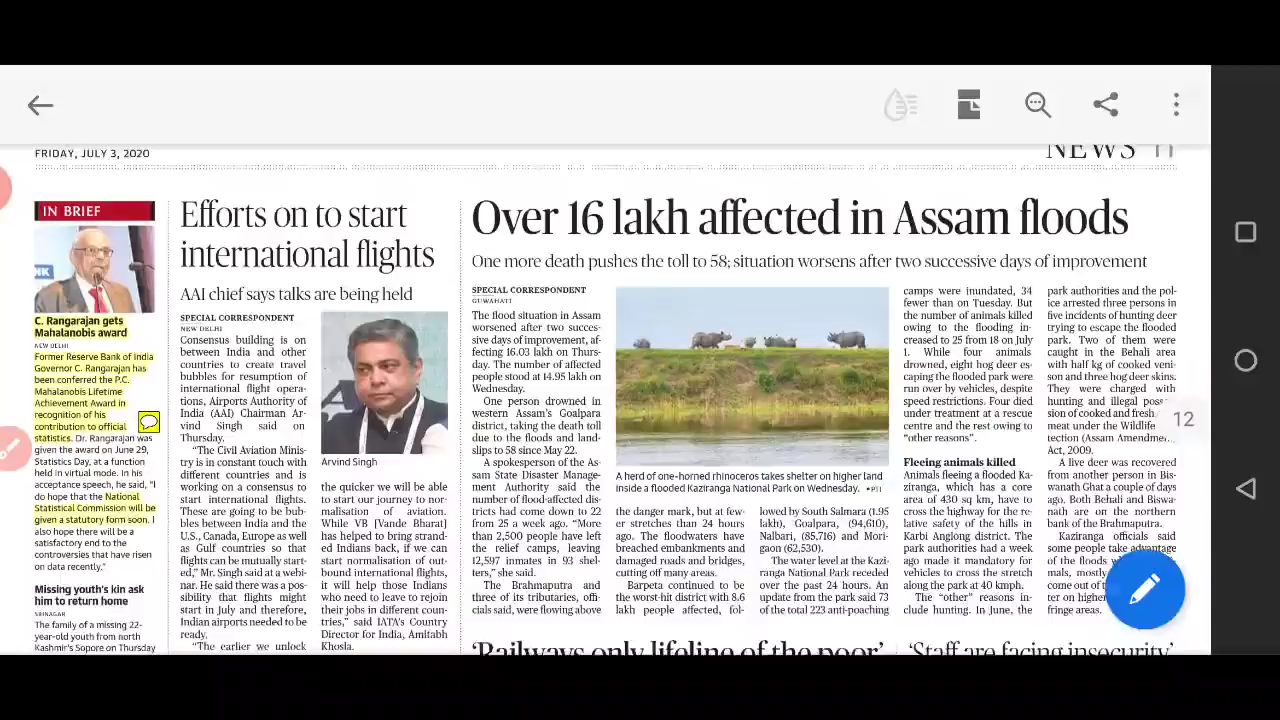 FRIDAY, JULY 3, 2020
NEWS 11
IN BRIEF
C. Rangarajan gets
Mahalanobis award
NEW DELHI
Former Reserve Bank of India
Governor C. Rangarajan has
been conferred the P.C.
Mahalanobis Lifetime
Achievement Award in
recognition of his
contribution to official
statistics. Dr. Rangarajan was
given the award on June 29,
Statistics Day, at a function
held in virtual mode. In his
acceptance speech, he said, "I
do hope that the National
Statistical Commission will be
given a statutory form soon. I
also hope there will be a
satisfactory end to the
controversies that have risen
on data recently."
Missing youth's kin ask
him to return home
SRINAGAR
The family of a missing 22-
year-old youth from north
Kashmir's Sopore on Thursday
Efforts on to start
international flights
AAI chief says talks are being held
SPECIAL CORRESPONDENT
NEW DELHI
Consensus building is on
between India and other
countries to create travel
bubbles for resumption of
international flight opera-
tions, Airports Authority of
India (AAI) Chairman Ar-
vind Singh said on
Thursday.
"The Civil Aviation Minis-
try is in constant touch with
different countries and is
working on a consensus to
start international flights.
These are going to be bub-
bles between India and the
U.S., Canada, Europe as well
as Gulf countries so that
flights can be mutually start-
ed," Mr. Singh said at a webi-
nar. He said there was a pos-
sibility that flights might
start in July and therefore,
Indian airports needed to be
ready.
"The earlier we unlock
Arvind Singh
the quicker we will be able
to start our journey to nor-
malisation of aviation.
While VB [Vande Bharat]
has helped to bring strand-
ed Indians back, if we can
start normalisation of out-
bound international flights,
it will help those Indians
who need to leave to rejoin
their jobs in different coun-
tries," said IATA's Country
Director for India, Amitabh
Khosla.
Over 16 lakh affected in Assam floods
One more death pushes the toll to 58; situation worsens after two successive days of improvement
SPECIAL CORRESPONDENT
GUWAHATI
The flood situation in Assam
worsened after two succes-
sive days of improvement, af-
fecting 16.03 lakh on Thurs-
day. The number of affected
people stood at 14.95 lakh on
Wednesday.
One person drowned in
western Assam's Goalpara
district, taking the death toll
due to the floods and land-
slips to 58 since May 22.
A spokesperson of the As-
sam State Disaster Manage-
ment Authority said the
number of flood-affected dis-
tricts had come down to 22
from 25 a week ago. "More
than 2,500 people have left
the relief camps, leaving
12,597 inmates in 93 shel-
ters," she said.
The Brahmaputra and
three of its tributaries, offi-
cials said, were flowing above
A herd of one-horned rhinoceros takes shelter on higher land
inside a flooded Kaziranga National Park on Wednesday. •PTI
the danger mark, but at few-
er stretches than 24 hours
ago. The floodwaters have
breached embankments and
damaged roads and bridges,
cutting off many areas.
Barpeta continued to be
the worst-hit district with 8.6
lakh people affected, fol-
lowed by South Salmara (1.95
lakh), Goalpara, (94,610),
Nalbari, (85,716) and Mori-
gaon (62,530).
The water level at the Kazi-
ranga National Park receded
over the past 24 hours. An
update from the park said 73
of the total 223 anti-poaching
camps were inundated, 34
fewer than on Tuesday. But
the number of animals killed
owing to the flooding in-
creased to 25 from 18 on July
1. While four animals
drowned, eight hog deer es-
caping the flooded park were
run over by vehicles, despite
speed restrictions. Four died
under treatment at a rescue
centre and the rest owing to
"other reasons".
Fleeing animals killed
Animals fleeing a flooded Ka-
ziranga, which has a core
area of 430 sq km, have to
cross the highway for the re-
lative safety of the hills in
Karbi Anglong district. The
park authorities had a week
ago made it mandatory for
vehicles to cross the stretch
along the park at 40 kmph.
The "other" reasons in-
clude hunting. In June, the
park authorities and the pol-
ice arrested three persons in
five incidents of hunting deer
trying to escape the flooded
park. Two of them were
caught in the Behali area
with half kg of cooked veni-
son and three hog deer skins.
They were charged with
hunting and illegal posses-
sion of cooked and fresh
meat under the Wildlife
tection (Assam Amendmen
Act, 2009.
A live deer was recovered
from another person in Bis-
wanath Ghat a couple of days
ago. Both Behali and Biswa-
nath are on the northern
bank of the Brahmaputra.
Kaziranga officials said
some people take advantage
of the floods
mals, mostly
come out of
ter on higher
fringe areas.
12
'Railways only lifeline of the poor'
'Staff are facing insecurity'